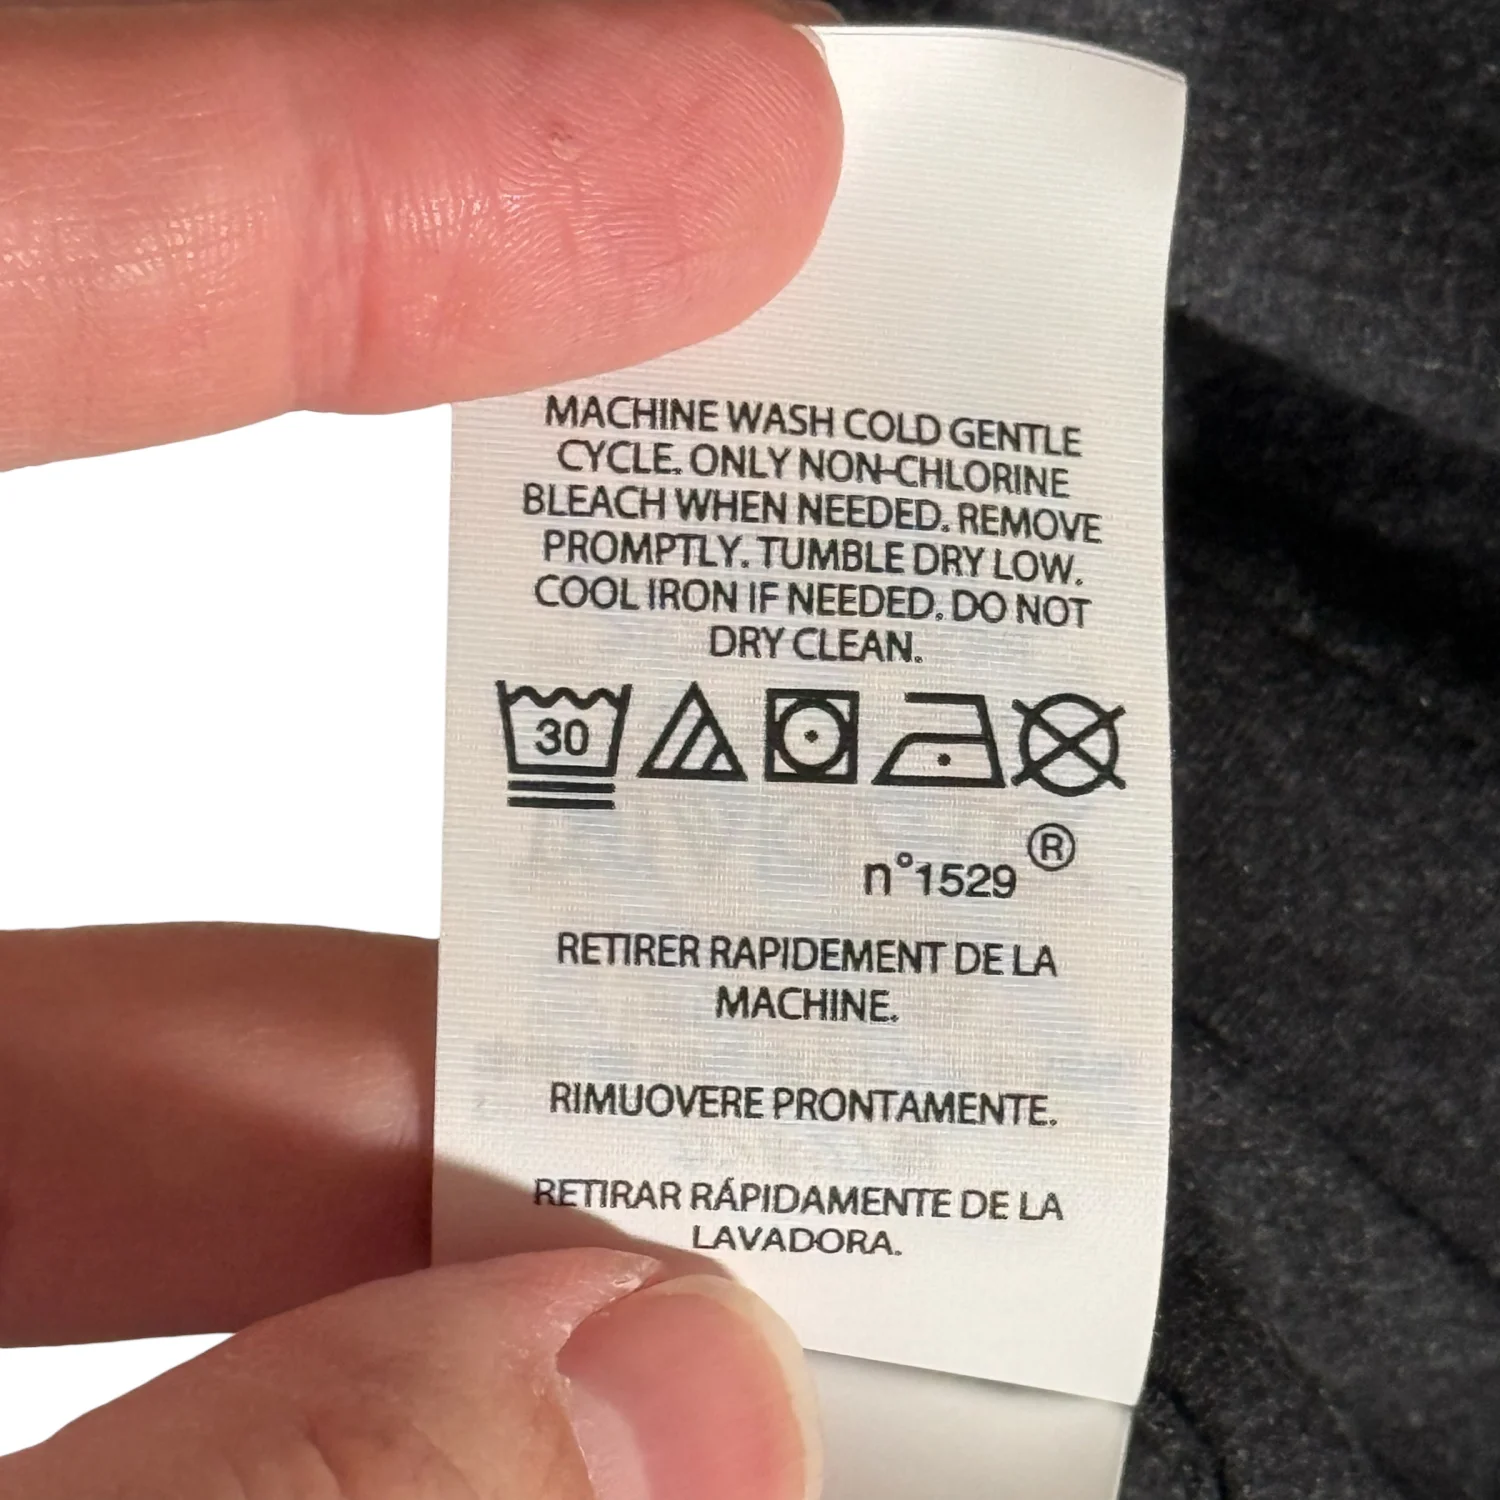 MACHINE WASH COLD GENTLE
CYCLE. ONLY NON-CHLORINE
BLEACH WHEN NEEDED. REMOVE
PROMPTLY. TUMBLE DRY LOW.
COOL IRON IF NEEDED. DO NOT
DRY CLEAN.
30
n°1529 ®
RETIRER RAPIDEMENT DE LA
MACHINE.
RIMUOVERE PRONTAMENTE.
RETIRAR RÁPIDAMENTE DE LA
LAVADORA.